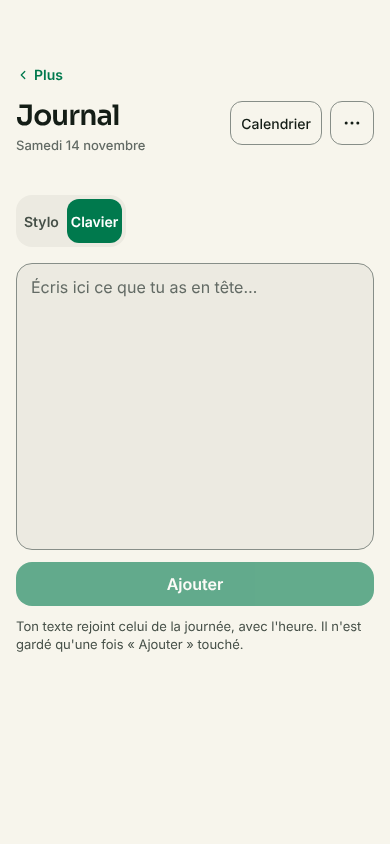 Plus
Journal
Samedi 14 novembre
Calendrier
...
Stylo
Clavier
Écris ici ce que tu as en tête...
Ajouter
Ton texte rejoint celui de la journée, avec l'heure. Il n'est
gardé qu'une fois « Ajouter » touché.